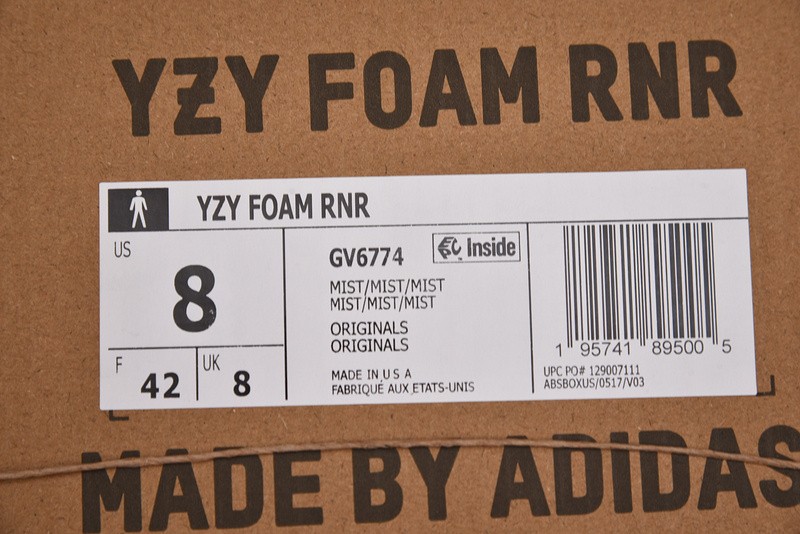 YZY FOAM RNR
YZY FOAM RNR
US
8
F
42
UK
8
GV6774
Inside
MIST/MIST/MIST
MIST/MIST/MIST
ORIGINALS
ORIGINALS
MADE IN U S A
FABRIQUÉ AUX ETATS-UNIS
1 95741 89500 5
UPC PO# 129007111
ABSBOXUS/0517/V03
MADE BY ADIDAS